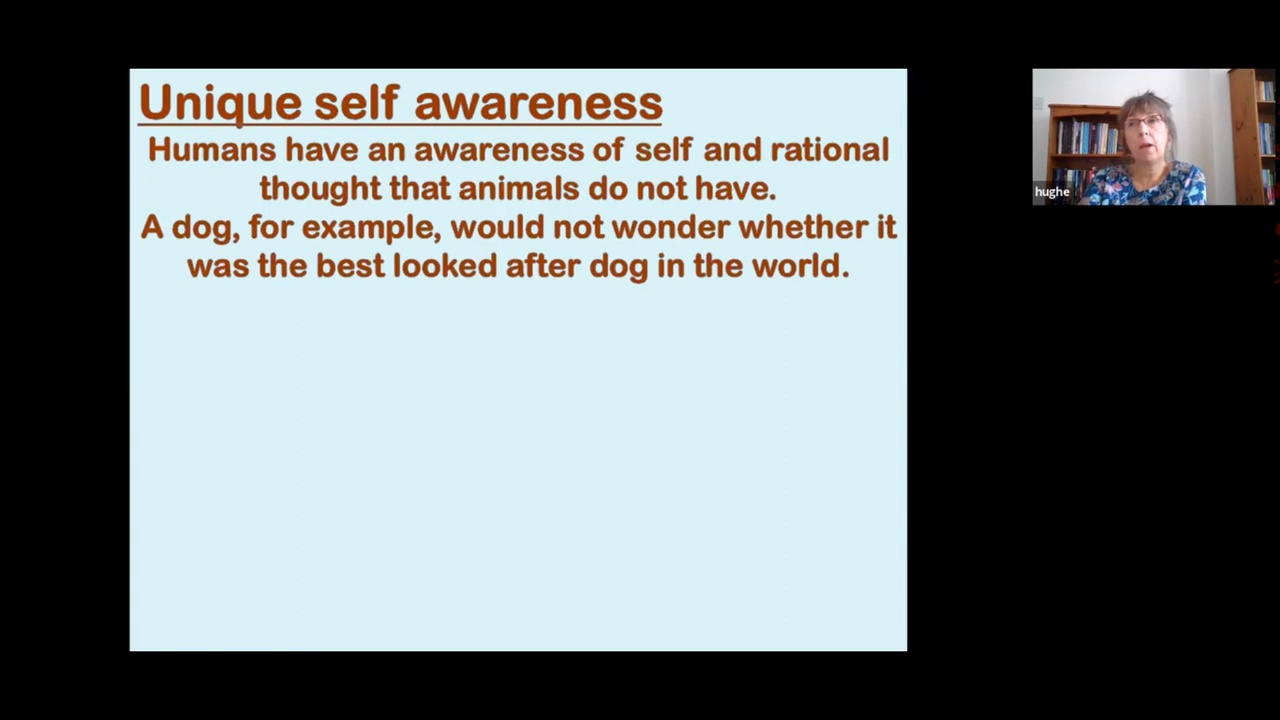 Unique self awareness
Humans have an awareness of self and rational
thought that animals do not have.
A dog, for example, would not wonder whether it
was the best looked after dog in the world.
hughe